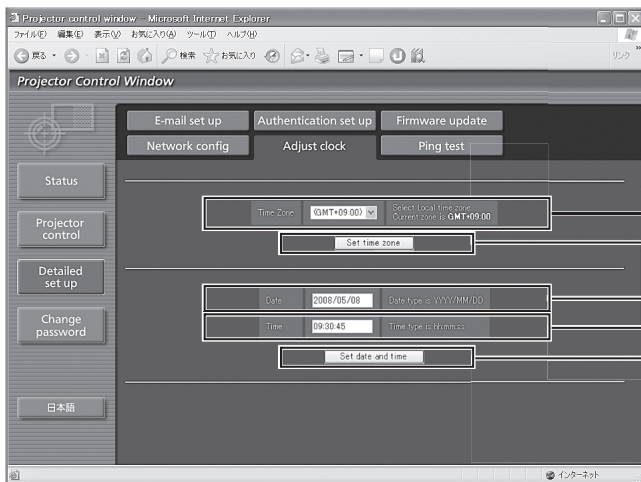 Projector control window - Microsoft Internet Explorer
ファイル(F) 編集(E) 表示(V) お気に入り(A) ツール(T) ヘルプ(H)
戻る 検索 お気に入り リンク
Projector Control Window
E-mail set up Authentication set up Firmware update
Network config Adjust clock Ping test
Status
Projector
control
Detailed
set up
Change
password
日本語
Time Zone (GMT+09:00) Select Local time zone
Current zone is GMT+09:00
Set time zone
Date 2008/05/08 Date type is YYYY/MM/DD
Time 09:30:45 Time type is hh:mm:ss
Set date and time
インターネット